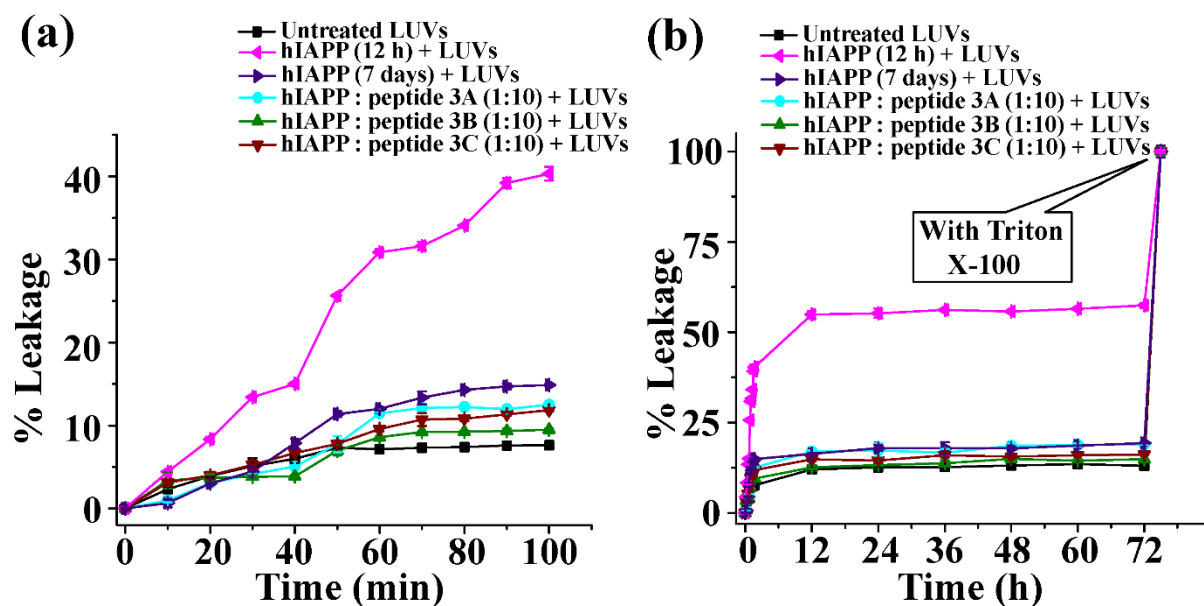 (a)
Untreated LUVs
hIAPP (12 h) + LUVs
hIAPP (7 days) + LUVs
hIAPP : peptide 3A (1:10) + LUVs
hIAPP : peptide 3B (1:10) + LUVs
hIAPP : peptide 3C (1:10) + LUVs
% Leakage
40
30
20
10
0
0 20 40 60 80 100
Time (min)
(b)
Untreated LUVs
hIAPP (12 h) + LUVs
hIAPP (7 days) + LUVs
hIAPP : peptide 3A (1:10) + LUVs
hIAPP : peptide 3B (1:10) + LUVs
hIAPP : peptide 3C (1:10) + LUVs
With Triton
X-100
% Leakage
100
75
50
25
0
0 12 24 36 48 60 72
Time (h)